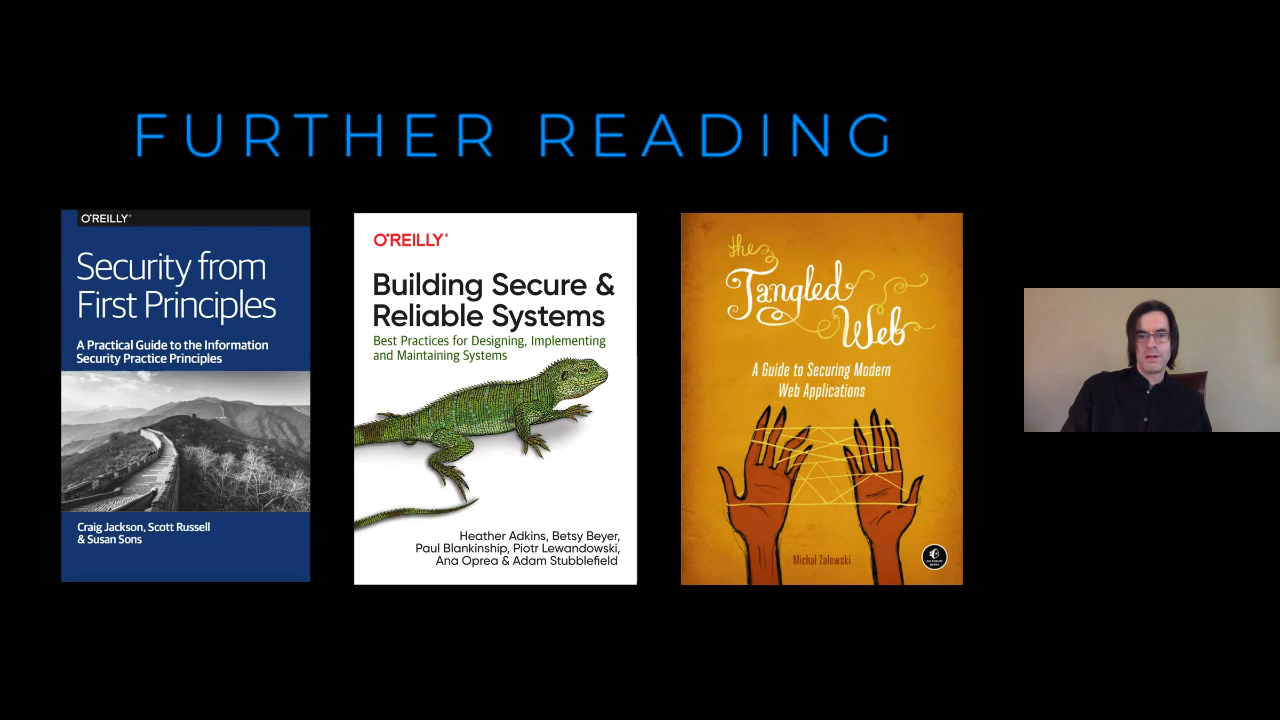 FURTHER READING
O'REILLY®
Security from
First Principles
A Practical Guide to the Information
Security Practice Principles
Craig Jackson, Scott Russell
& Susan Sons
O'REILLY®
Building Secure &
Reliable Systems
Best Practices for Designing, Implementing
and Maintaining Systems
Heather Adkins, Betsy Beyer,
Paul Blankinship, Piotr Lewandowski,
Ana Oprea & Adam Stubblefield
the
Tangled
Web
A Guide to Securing Modern
Web Applications
Michal Zalewski
no starch
press